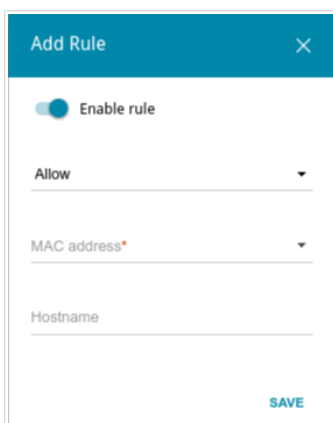 Add Rule
Enable rule
Allow
MAC address*
Hostname
SAVE